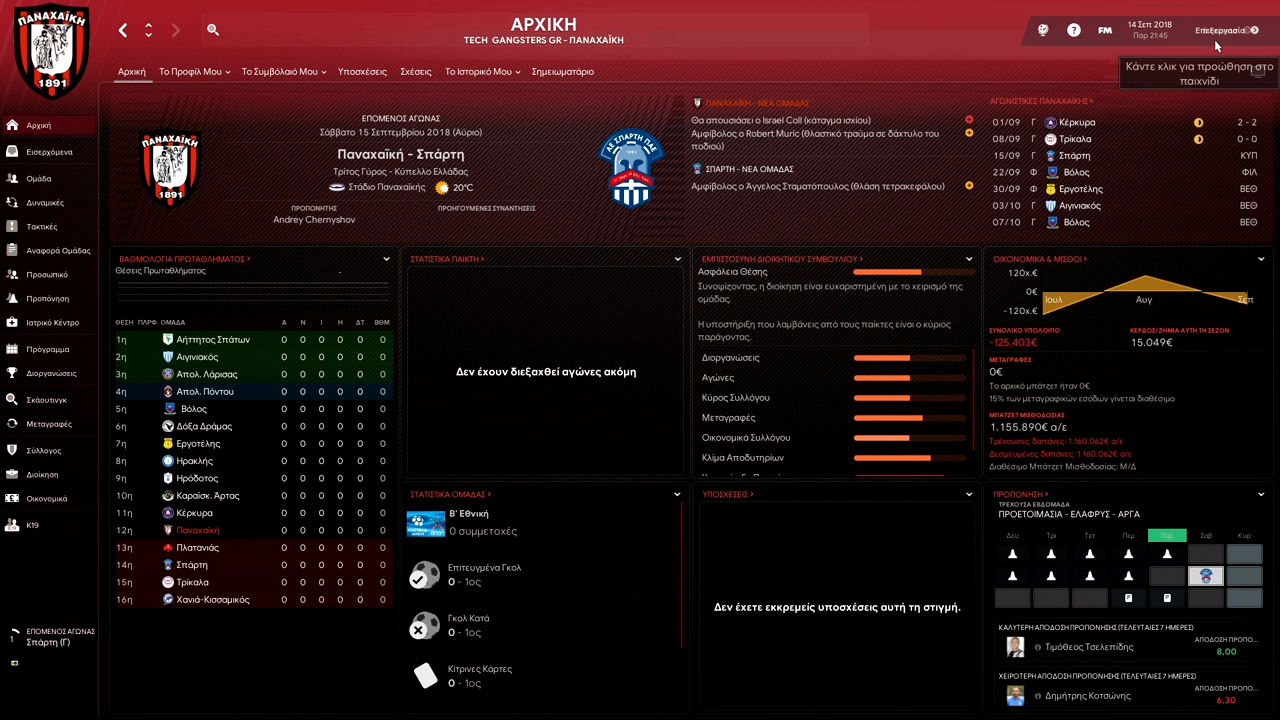 ΠΑΝΑΧΑΪΚΗ
1891
ΑΡΧΙΚΗ
TECH GANGSTERS GR - ΠΑΝΑΧΑΪΚΗ
FM
14 Σεπ 2018
Παρ 21:45
Επεξεργασία
Κάντε κλικ για προώθηση στο
παιχνίδι
Αρχική
Το Προφίλ Μου
Το Συμβόλαιό Μου
Υποσχέσεις
Σχέσεις
Το Ιστορικό Μου
Σημειωματάριο
Αρχική
Εισερχόμενα
Ομάδα
Δυναμικές
Τακτικές
Αναφορά Ομάδας
Προσωπικό
Προπόνηση
Ιατρικό Κέντρο
Πρόγραμμα
Διοργανώσεις
Σκάουτινγκ
Μεταγραφές
Σύλλογος
Διοίκηση
Οικονομικά
Κ19
ΕΠΟΜΕΝΟΣ ΑΓΩΝΑΣ
Σπάρτη (Γ)
ΕΠΟΜΕΝΟΣ ΑΓΩΝΑΣ
Σάββατο 15 Σεπτεμβρίου 2018 (Αύριο)
Παναχαϊκή - Σπάρτη
Τρίτος Γύρος - Κύπελλο Ελλάδας
Στάδιο Παναχαϊκής 20°C
ΠΡΟΠΟΝΗΤΗΣ
Andrey Chernyshov
ΠΡΟΗΓΟΥΜΕΝΕΣ ΣΥΝΑΝΤΗΣΕΙΣ
ΠΑΝΑΧΑΪΚΗ
1891
ΑΕ ΣΠΑΡΤΗ ΠΑΕ
ΠΑΝΑΧΑΪΚΗ - ΝΕΑ ΟΜΑΔΑΣ
Θα απουσιάσει ο Israel Coll (κάταγμα ισχίου)
Αμφίβολος ο Robert Muric (θλαστικό τραύμα σε δάχτυλο του
ποδιού)
ΣΠΑΡΤΗ - ΝΕΑ ΟΜΑΔΑΣ
Αμφίβολος ο Άγγελος Σταματόπουλος (θλάση τετρακεφάλου)
ΑΓΩΝΙΣΤΙΚΕΣ ΠΑΝΑΧΑΪΚΗΣ
01/09 Γ Κέρκυρα 2 - 2
08/09 Γ Τρίκαλα 0 - 0
15/09 Γ Σπάρτη ΚΥΠ
22/09 Φ Βόλος ΦΙΛ
30/09 Φ Εργοτέλης ΒΕΘ
03/10 Γ Αιγινιακός ΒΕΘ
07/10 Γ Βόλος ΒΕΘ
ΒΑΘΜΟΛΟΓΙΑ ΠΡΩΤΑΘΛΗΜΑΤΟΣ
Θέσεις Πρωταθλήματος -
ΘΕΣΗ ΠΛΡΦ ΟΜΑΔΑ Α Ν Ι Η ΔΤ ΒΘΜ
1η Αήττητος Σπάτων 0 0 0 0 0 0
2η Αιγινιακός 0 0 0 0 0 0
3η Απολ. Λάρισας 0 0 0 0 0 0
4η Απολ. Πόντου 0 0 0 0 0 0
5η Βόλος 0 0 0 0 0 0
6η Δόξα Δράμας 0 0 0 0 0 0
7η Εργοτέλης 0 0 0 0 0 0
8η Ηρακλής 0 0 0 0 0 0
9η Ηρόδοτος 0 0 0 0 0 0
10η Καραϊσκ. Άρτας 0 0 0 0 0 0
11η Κέρκυρα 0 0 0 0 0 0
12η Παναχαϊκή 0 0 0 0 0 0
13η Πλατανιάς 0 0 0 0 0 0
14η Σπάρτη 0 0 0 0 0 0
15η Τρίκαλα 0 0 0 0 0 0
16η Χανιά-Κισσαμικός 0 0 0 0 0 0
ΣΤΑΤΙΣΤΙΚΑ ΠΑΙΚΤΗ
Δεν έχουν διεξαχθεί αγώνες ακόμη
ΣΤΑΤΙΣΤΙΚΑ ΟΜΑΔΑΣ
Β' Εθνική
0 συμμετοχές
Επιτευγμένα Γκολ
0 - 1ος
Γκολ Κατά
0 - 1ος
Κίτρινες Κάρτες
0 - 1ος
ΕΜΠΙΣΤΟΣΥΝΗ ΔΙΟΙΚΗΤΙΚΟΥ ΣΥΜΒΟΥΛΙΟΥ
Ασφάλεια Θέσης
Συνοψίζοντας, η διοίκηση είναι ευχαριστημένη με το χειρισμό της
ομάδας.
Η υποστήριξη που λαμβάνεις από τους παίκτες είναι ο κύριος
παράγοντας.
Διοργανώσεις
Αγώνες
Κύρος Συλλόγου
Μεταγραφές
Οικονομικά Συλλόγου
Κλίμα Αποδυτηρίων
ΥΠΟΣΧΕΣΕΙΣ
Δεν έχετε εκκρεμείς υποσχέσεις αυτή τη στιγμή.
ΟΙΚΟΝΟΜΙΚΑ & ΜΙΣΘΟΙ
120χ.€
0€
-120χ.€
Ιουλ Αυγ Σεπ
ΣΥΝΟΛΙΚΟ ΥΠΟΛΟΙΠΟ
-125.403€
ΚΕΡΔΟΣ/ΖΗΜΙΑ ΑΥΤΗ ΤΗ ΣΕΖΟΝ
15.049€
ΜΕΤΑΓΡΑΦΕΣ
0€
Το αρχικό μπάτζετ ήταν 0€
15% των μεταγραφικών εσόδων γίνεται διαθέσιμο
ΜΠΑΤΖΕΤ ΜΙΣΘΟΔΟΣΙΑΣ
1.155.890€ α/ε
Τρέχουσες δαπάνες: 1.160.062€ α/ε
Δεσμευμένες δαπάνες: 1.160.062€ α/ε
Διαθέσιμο Μπάτζετ Μισθοδοσίας: Μ/Δ
ΠΡΟΠΟΝΗΣΗ
ΤΡΕΧΟΥΣΑ ΕΒΔΟΜΑΔΑ
ΠΡΟΕΤΟΙΜΑΣΙΑ - ΕΛΑΦΡΥΣ - ΑΡΓΑ
Δευ Τρι Τετ Πεμ Παρ Σαβ Κυρ
P P
ΚΑΛΥΤΕΡΗ ΑΠΟΔΟΣΗ ΠΡΟΠΟΝΗΣΗΣ (ΤΕΛΕΥΤΑΙΕΣ 7 ΗΜΕΡΕΣ)
Τιμόθεος Τσελεπίδης
ΑΠΟΔΟΣΗ ΠΡΟΠΟ...
8,00
ΧΕΙΡΟΤΕΡΗ ΑΠΟΔΟΣΗ ΠΡΟΠΟΝΗΣΗΣ (ΤΕΛΕΥΤΑΙΕΣ 7 ΗΜΕΡΕΣ)
Δημήτρης Κοτσώνης
ΑΠΟΔΟΣΗ ΠΡΟΠΟ...
6,30